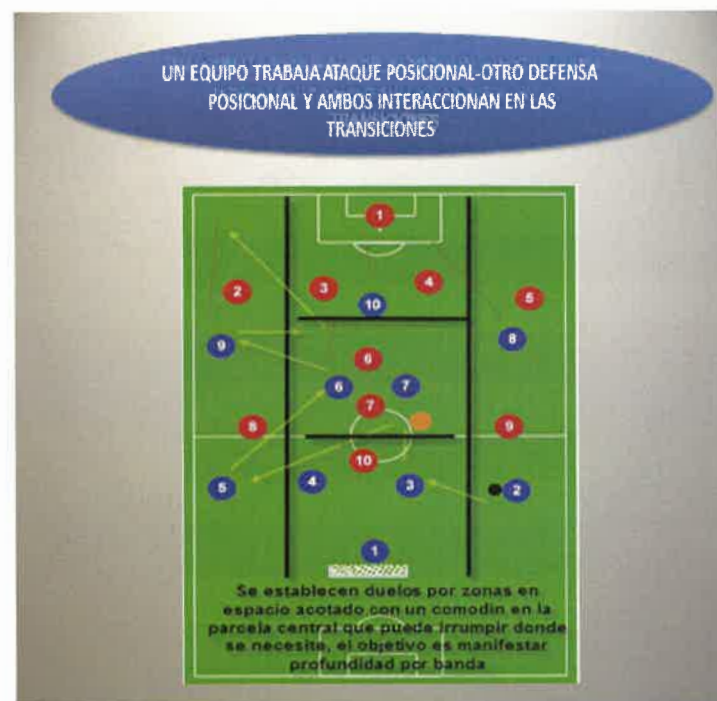 UN EQUIPO TRABAJA ATAQUE POSICIONAL-OTRO DEFENSA
POSICIONAL Y AMBOS INTERACCIONAN EN LAS
TRANSICIONES
1
2
3
4
5
10
9
8
6
6
7
7
8
9
10
5
4
3
2
1
Se establecen duelos por zonas en
espacio acotado,con un comodin en la
parcela central que puede irrumpir donde
se necesite, el objetivo es manifestar
profundidad por banda